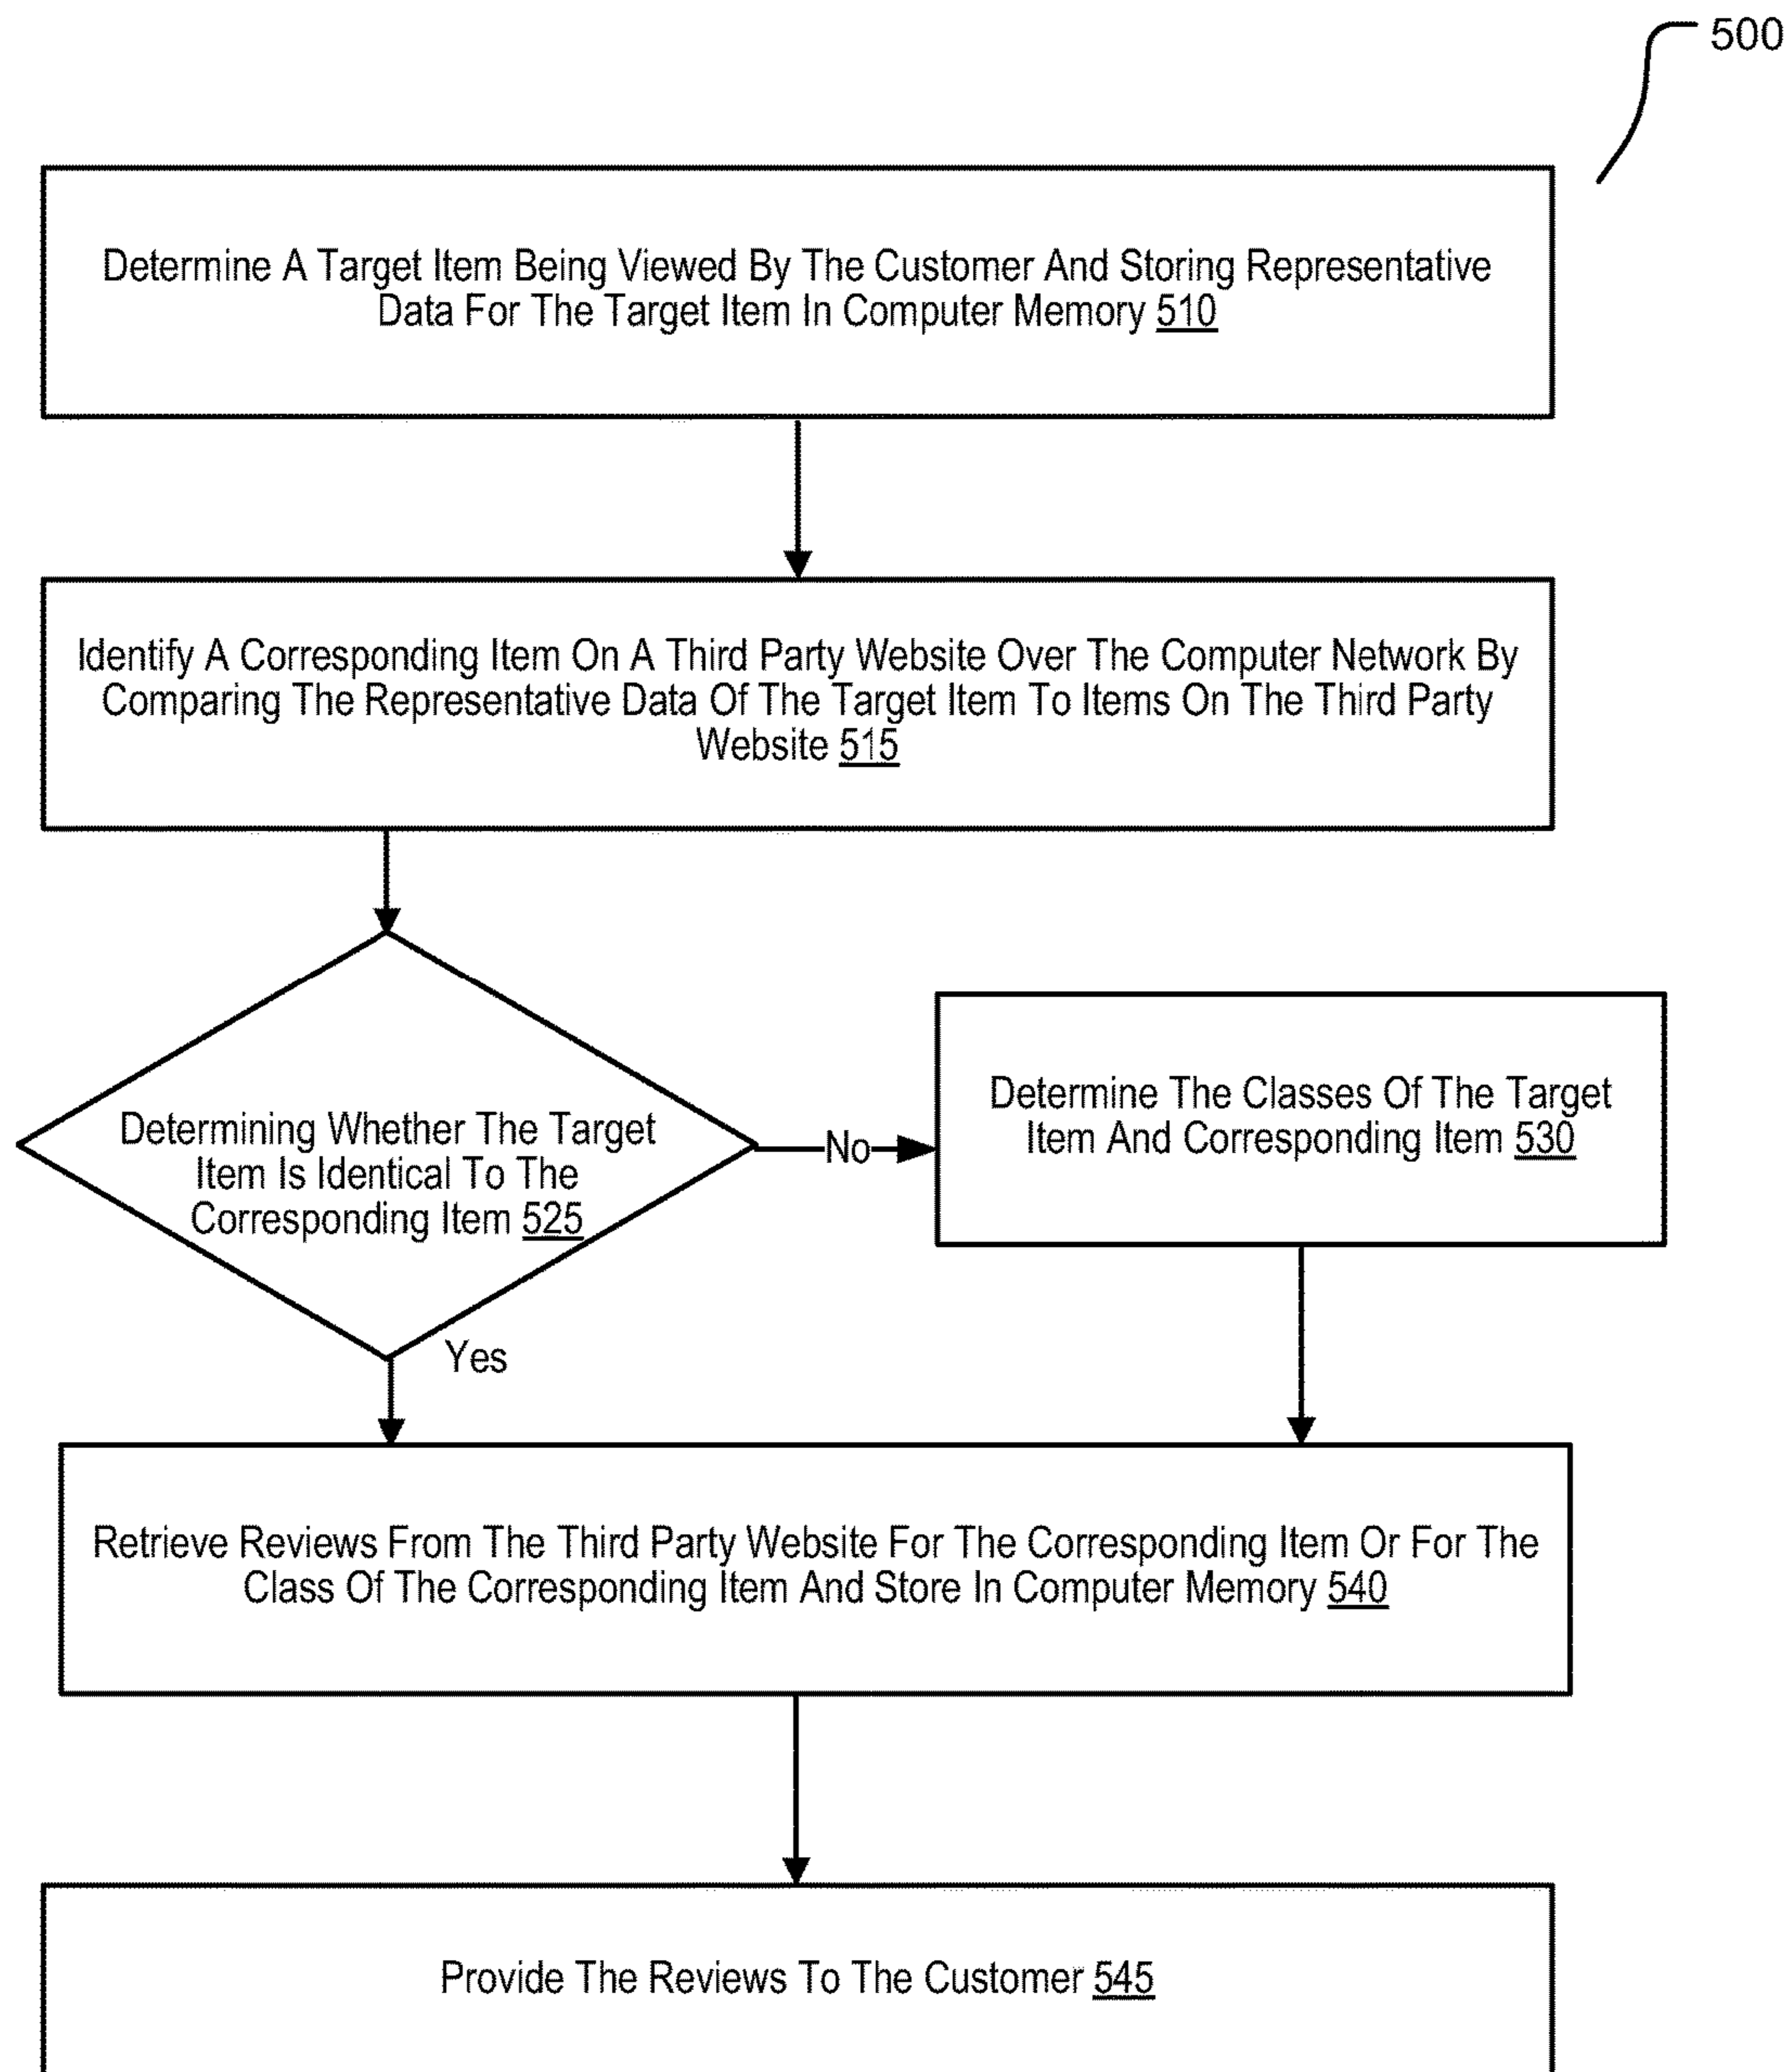 500
Determine A Target Item Being Viewed By The Customer And Storing Representative
Data For The Target Item In Computer Memory 510
Identify A Corresponding Item On A Third Party Website Over The Computer Network By
Comparing The Representative Data Of The Target Item To Items On The Third Party
Website 515
Determining Whether The Target
Item Is Identical To The
Corresponding Item 525
No
Determine The Classes Of The Target
Item And Corresponding Item 530
Yes
Retrieve Reviews From The Third Party Website For The Corresponding Item Or For The
Class Of The Corresponding Item And Store In Computer Memory 540
Provide The Reviews To The Customer 545